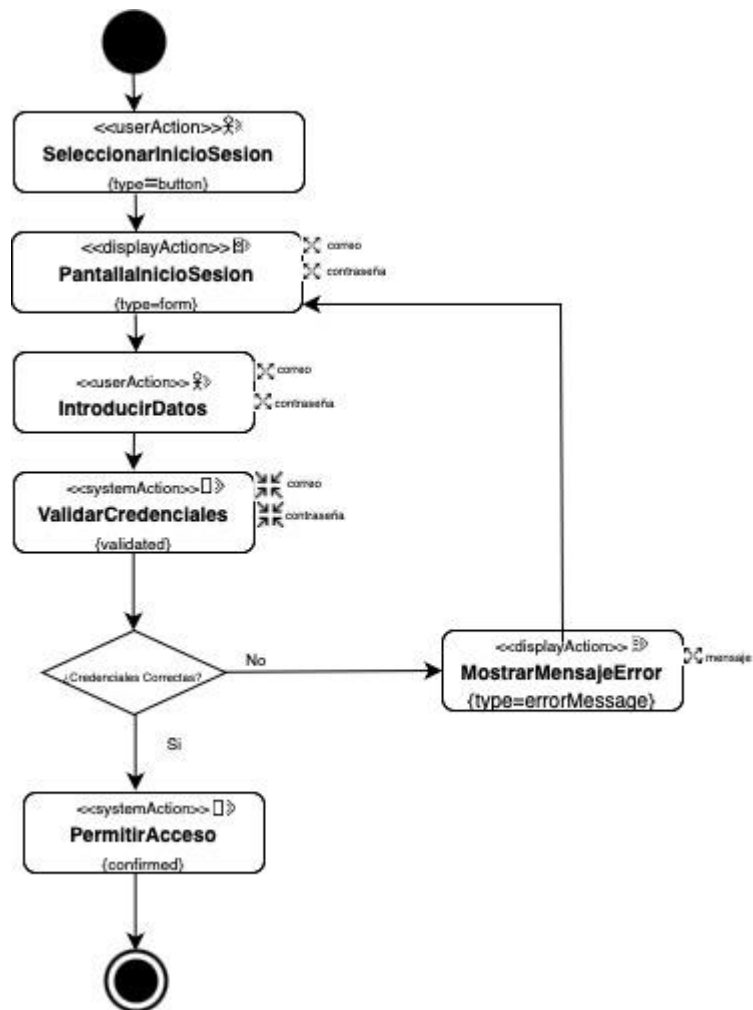 <<userAction>>
SeleccionarInicioSesion
{type=button}
<<displayAction>>
PantallaInicioSesion
{type=form}
correo
contraseña
<<userAction>>
IntroducirDatos
correo
contraseña
<<systemAction>>
ValidarCredenciales
{validated}
correo
contraseña
¿Credenciales Correctas?
No
<<displayAction>>
MostrarMensajeError
{type=errorMessage}
mensaje
Si
<<systemAction>>
PermitirAcceso
{confirmed}